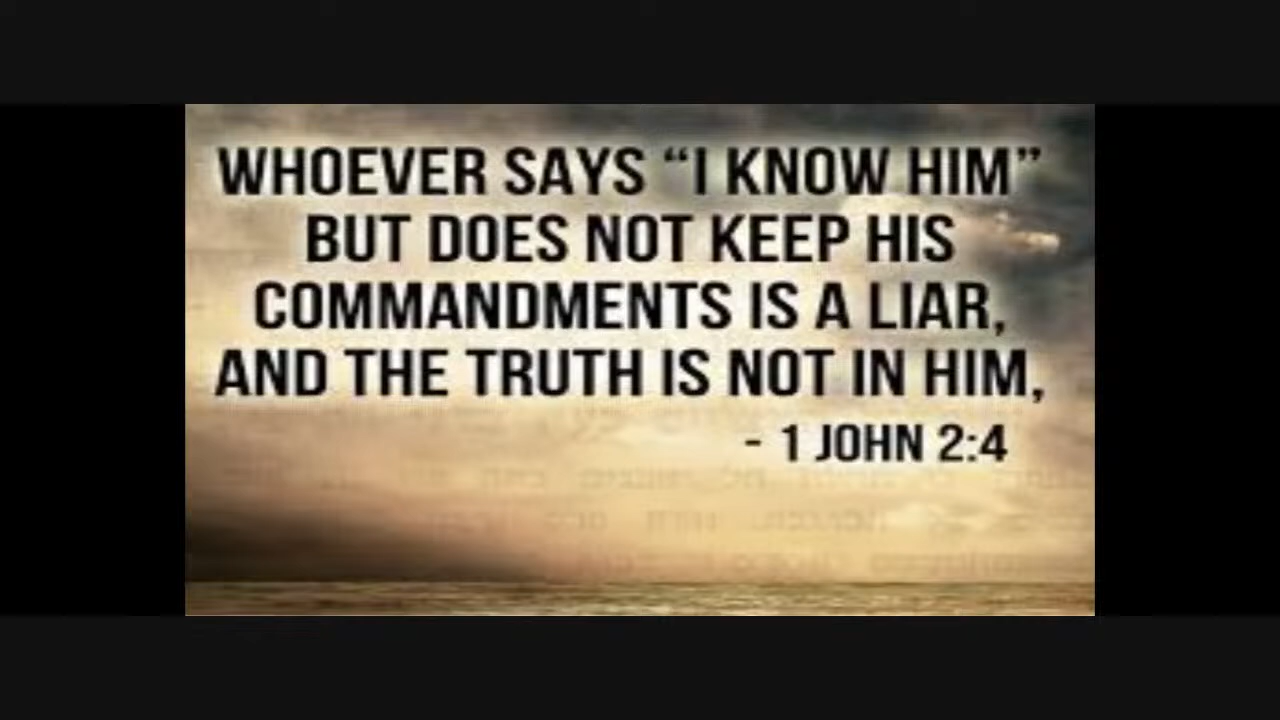 WHOEVER SAYS “I KNOW HIM”
BUT DOES NOT KEEP HIS
COMMANDMENTS IS A LIAR,
AND THE TRUTH IS NOT IN HIM,
- 1 JOHN 2:4